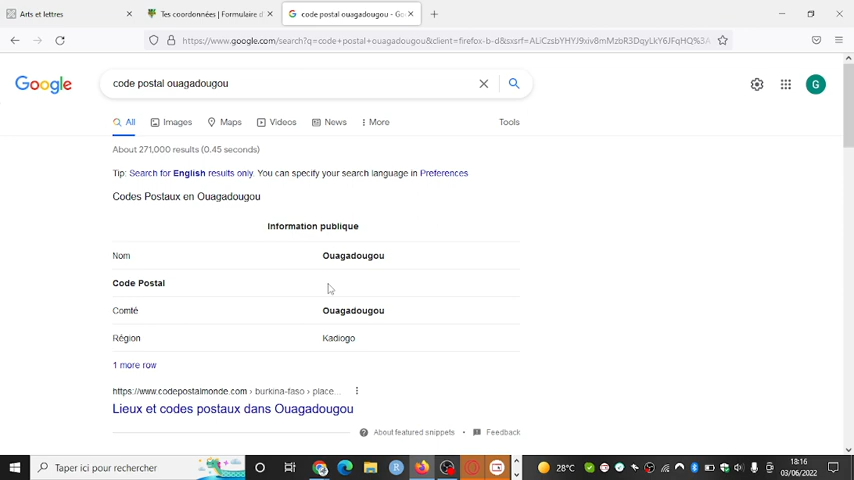 Arts et lettres
Tes coordonnées | Formulaire d'
code postal ouagadougou - Go
https://www.google.com/search?q=code+postal+ouagadougou&client=firefox-b-d&sxsrf=
Google
code postal ouagadougou
G
All Images Maps Videos News More Tools
About 271,000 results (0.45 seconds)
Tip: Search for English results only. You can specify your search language in Preferences
Codes Postaux en Ouagadougou
Information publique
Nom Ouagadougou
Code Postal
Comté Ouagadougou
Région Kadiogo
1 more row
https://www.codepostalmonde.com › burkina-faso › place...
Lieux et codes postaux dans Ouagadougou
About featured snippets • Feedback
Taper ici pour rechercher
28°C
18:16
03/06/2022